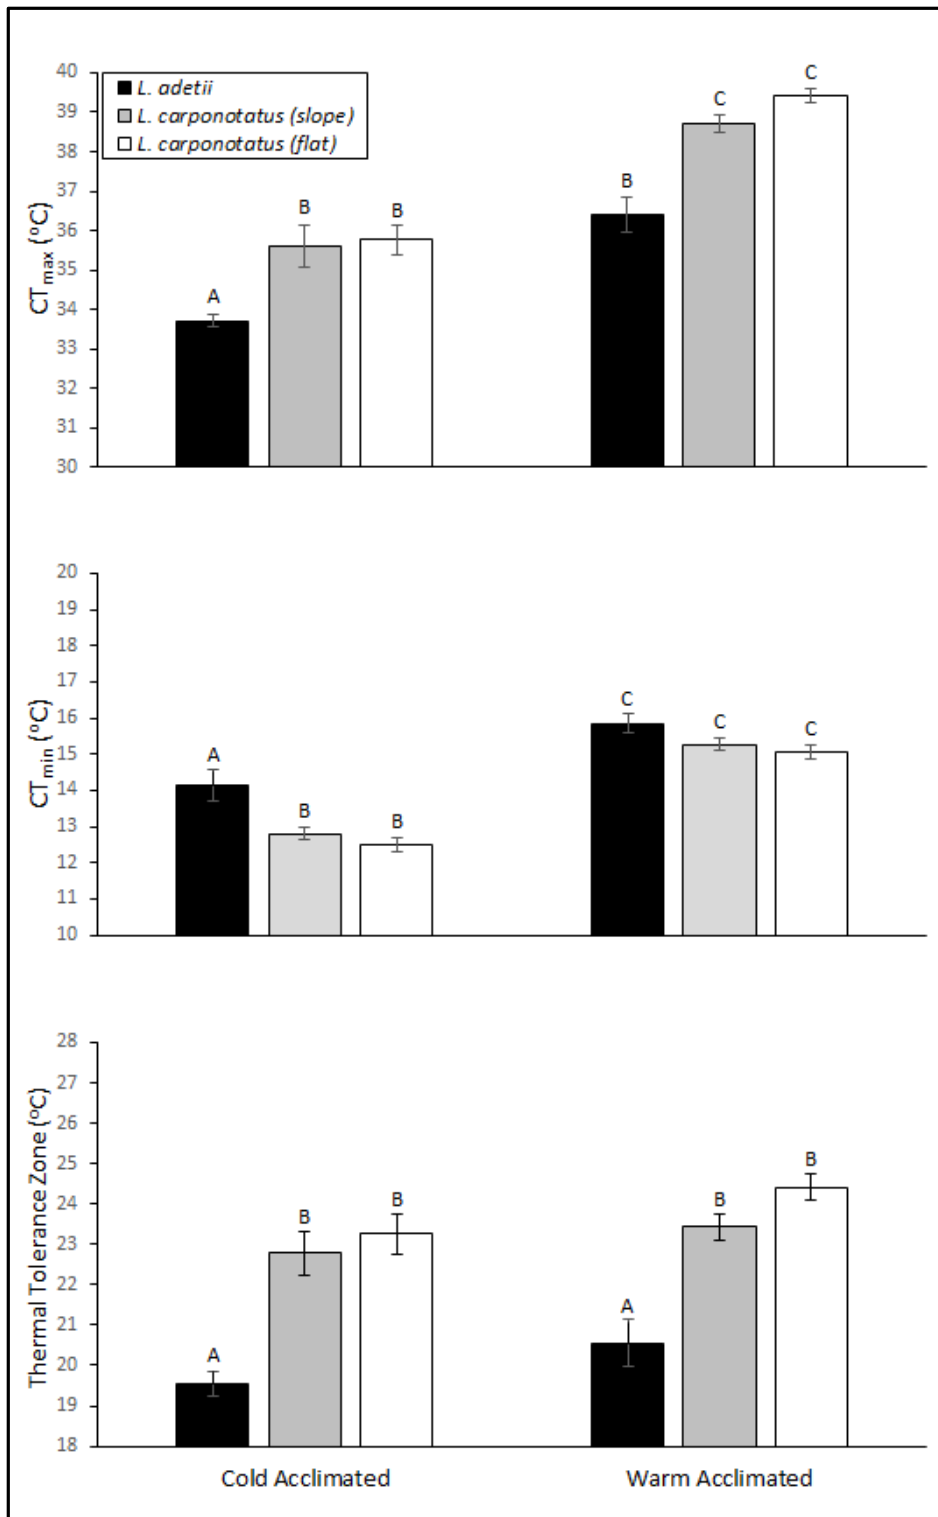 CTmax (°C)
40
39
38
37
36
35
34
33
32
31
30
L. adetii
L. carponotatus (slope)
L. carponotatus (flat)
A
B
B
B
C
C
CTmin (°C)
20
19
18
17
16
15
14
13
12
11
10
A
B
B
C
C
C
Thermal Tolerance Zone (°C)
28
27
26
25
24
23
22
21
20
19
18
A
B
B
A
B
B
Cold Acclimated
Warm Acclimated